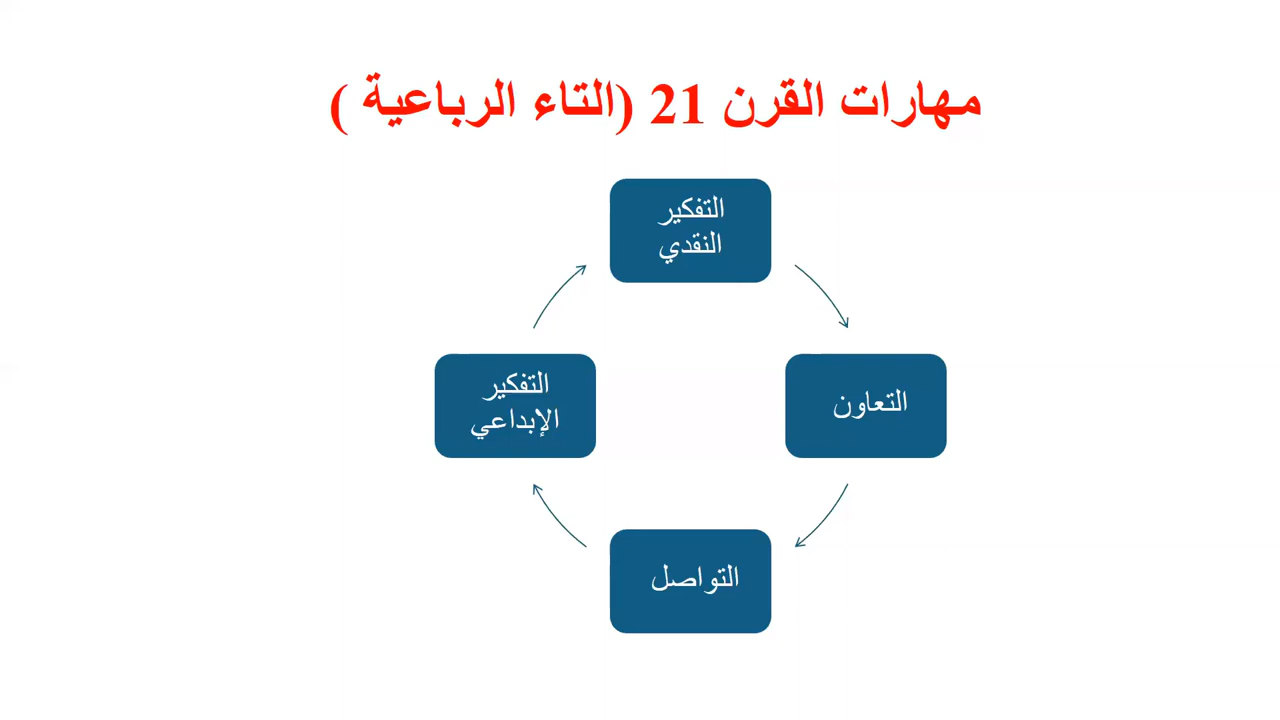 مهارات القرن 21 (التاء الرباعية )
التفكير
النقدي
التعاون
التواصل
التفكير
الإبداعي